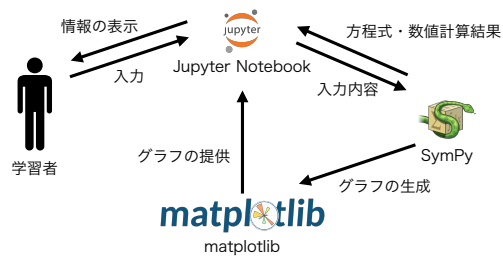 情報の表示
jupyter
方程式・数値計算結果
入力
Jupyter Notebook
入力内容
学習者
グラフの提供
SymPy
グラフの生成
matplotlib
matplotlib